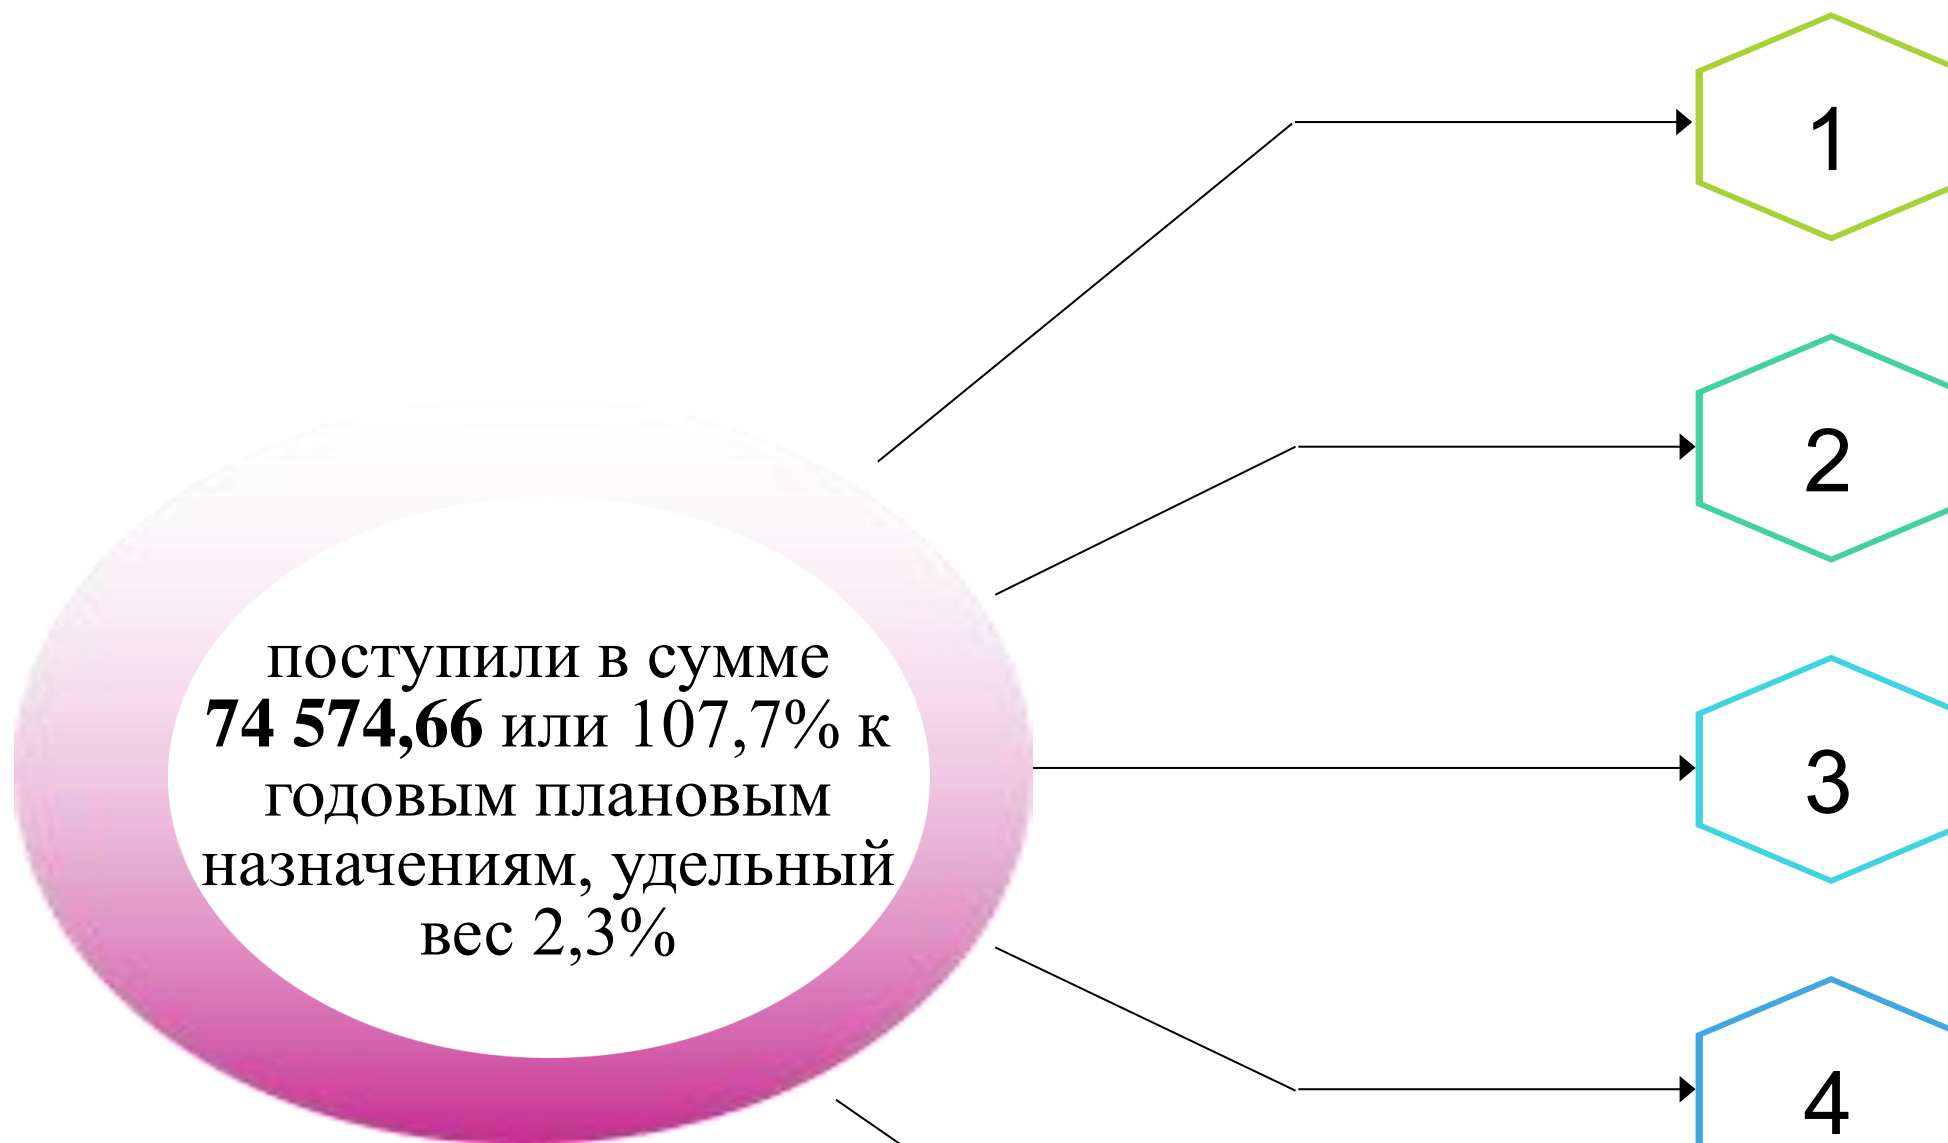 1
2
поступили в сумме
74 574,66 или 107,7% к
годовым плановым
назначениям, удельный
вес 2,3%
3
4